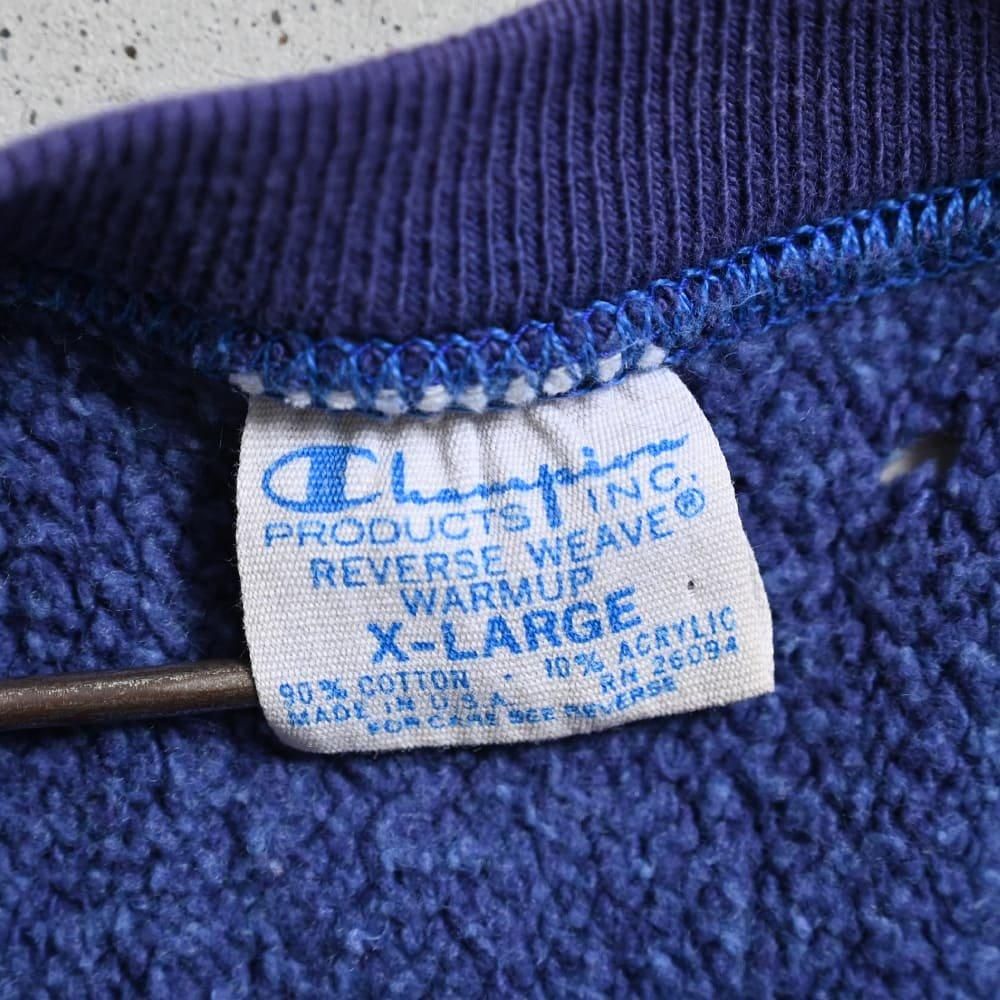 Champion
PRODUCTS INC.
REVERSE WEAVE®
WARMUP
X-LARGE
90% COTTON · 10% ACRYLIC
MADE IN U.S.A. RN 26094
FOR CARE SEE REVERSE